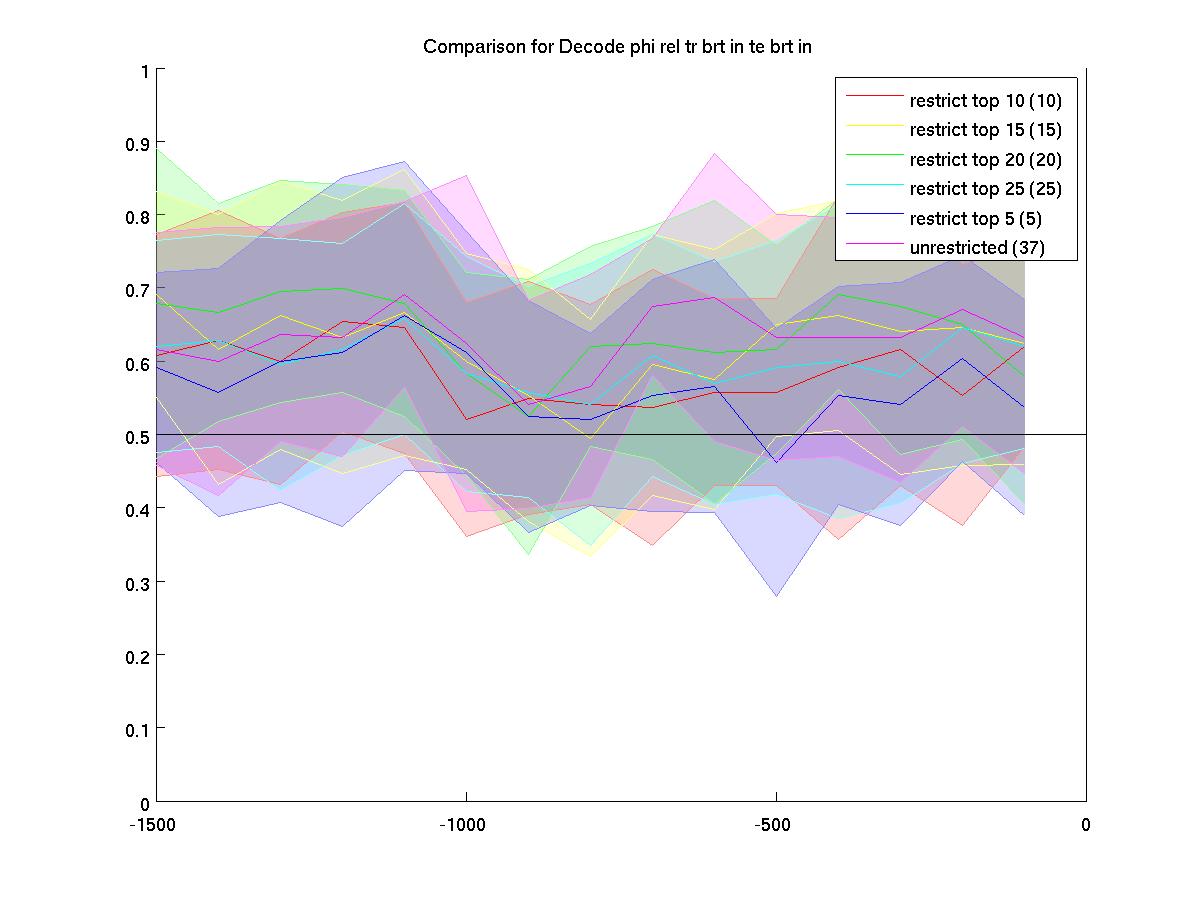 Comparison for Decode phi rel tr brt in te brt in
1
0.9
0.8
0.7
0.6
0.5
0.4
0.3
0.2
0.1
0
-1500
-1000
-500
0
restrict top 10 (10)
restrict top 15 (15)
restrict top 20 (20)
restrict top 25 (25)
restrict top 5 (5)
unrestricted (37)